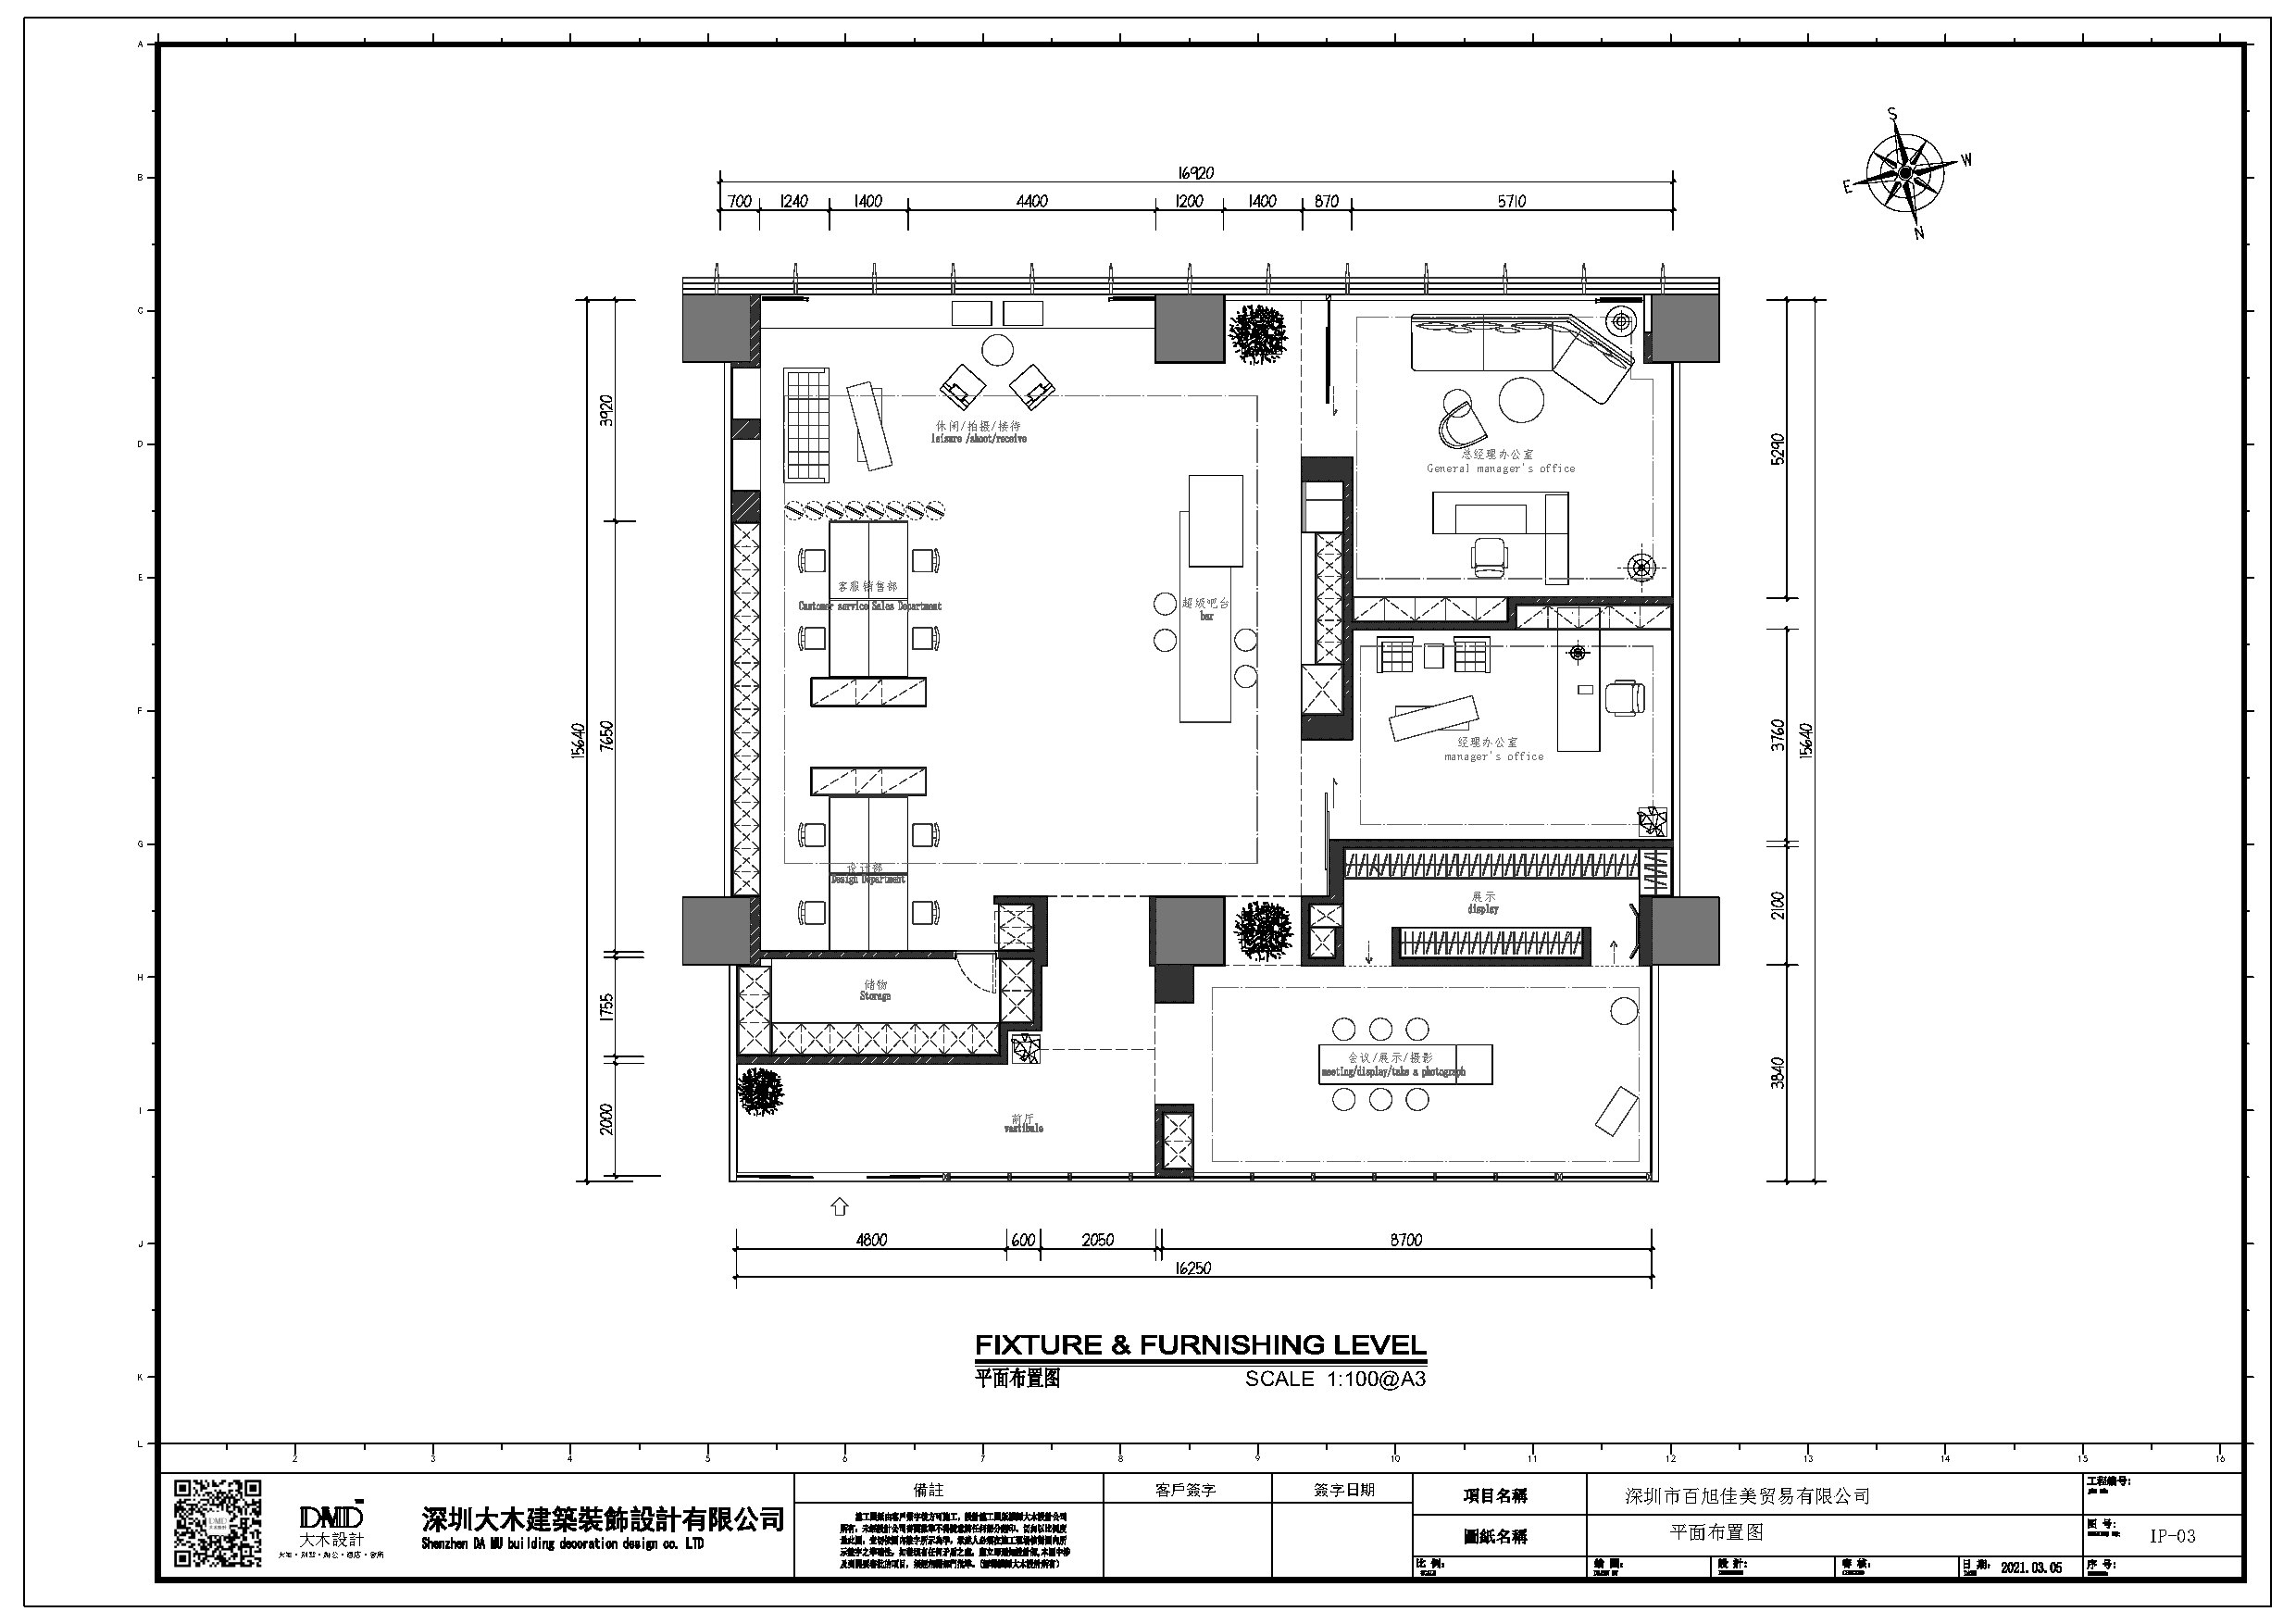 A
B
C
D
E
F
G
H
I
J
K
L
S
W
E
N
16920
700 1240 1400 4400 1200 1400 870 5710
3920
7650
15640
1755
2000
5290
3760
15640
2100
3840
休闲/拍摄/接待
leisure /shoot/receive
总经理办公室
General manager's office
客服销售部
Customer service Sales Department
超级吧台
bar
经理办公室
manager's office
设计部
Design Department
展示
display
储物
Storage
会议/展示/摄影
meeting/display/take a photograph
前厅
vestibule
4800 600 2050 8700
16250
FIXTURE & FURNISHING LEVEL
平面布置图 SCALE 1:100@A3
2 3 4 5 6 7 8 9 10 11 12 13 14 15 16
DMD
大木設計
深圳大木建築裝飾設計有限公司
Shenzhen DA MU building decoration design co. LTD
備註
客戶簽字
簽字日期
項目名稱
深圳市百旭佳美贸易有限公司
工程編号:
圖紙名稱
平面布置图
图 号:
IP-03
比 例:
繪 圖:
設 計:
審 核:
日 期: 2021.03.05
序 号: